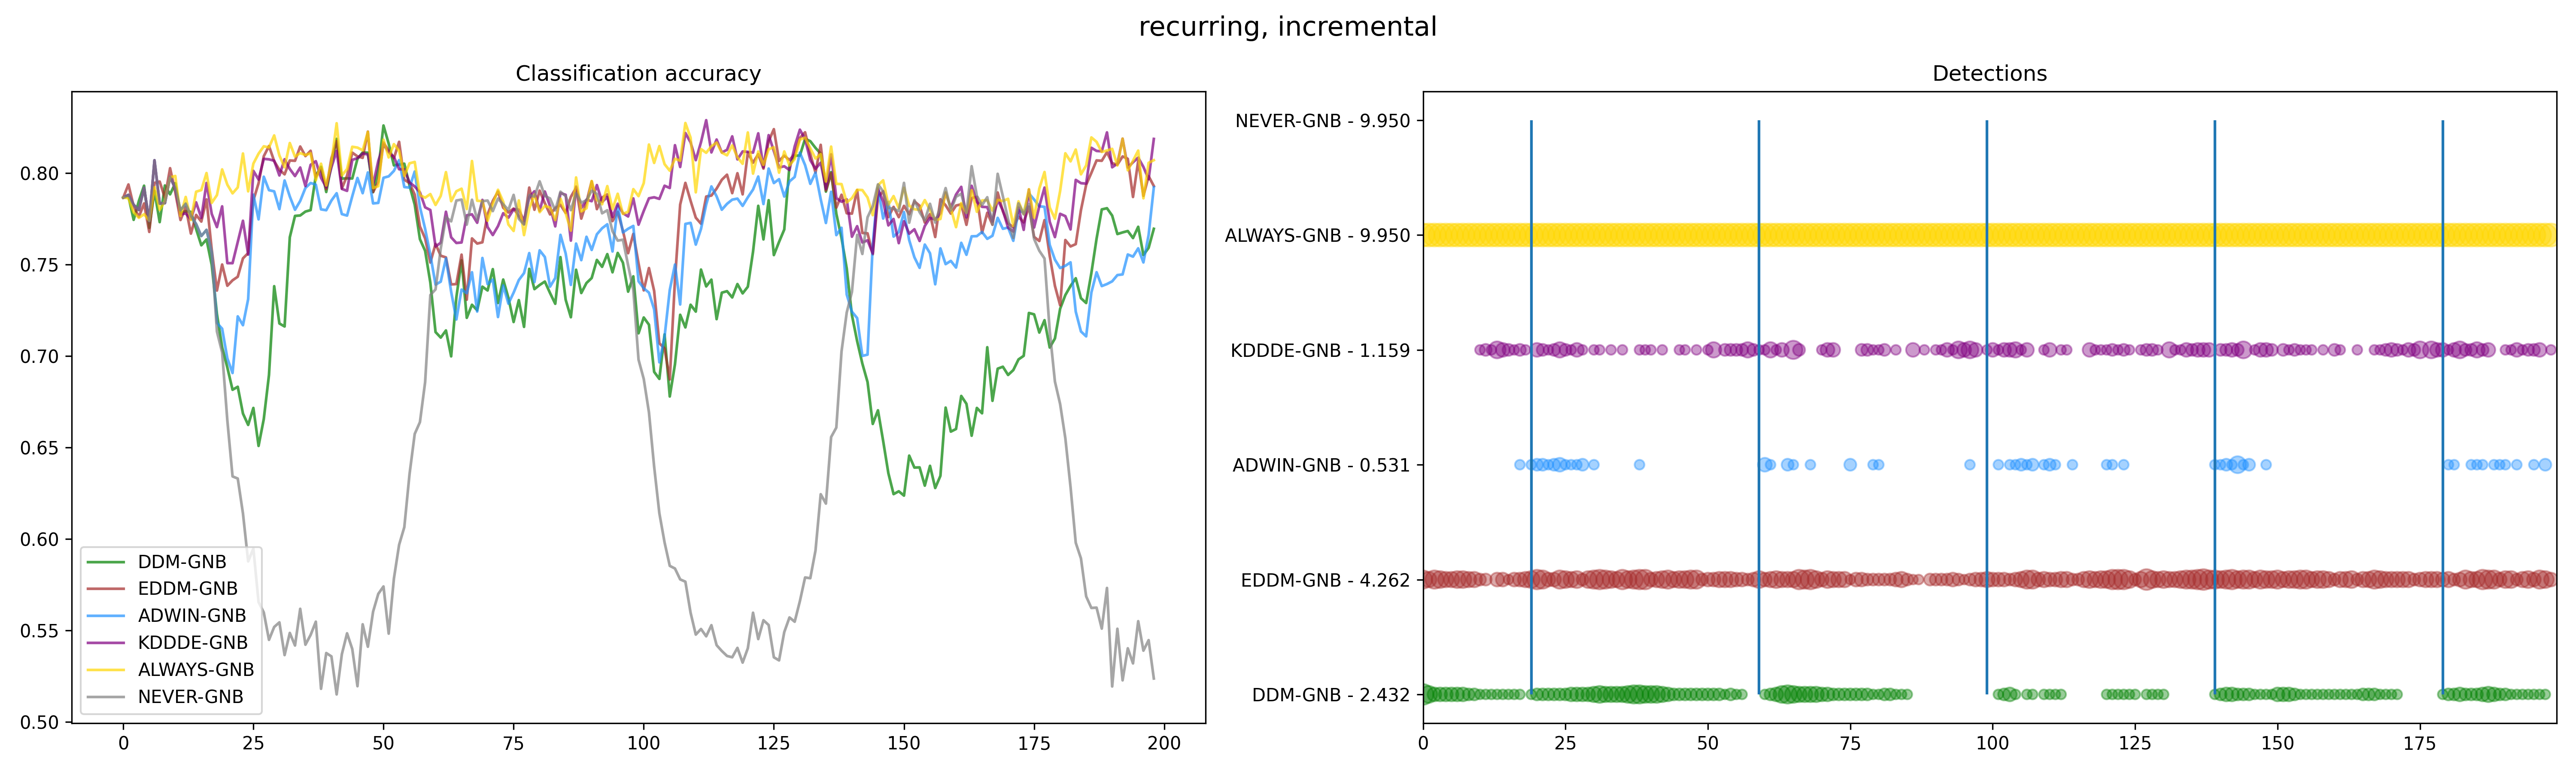 recurring, incremental
Classification accuracy
0.80
0.75
0.70
0.65
0.60
0.55
0.50
0
25
50
75
100
125
150
175
200
DDM-GNB
EDDM-GNB
ADWIN-GNB
KDDDE-GNB
ALWAYS-GNB
NEVER-GNB
Detections
NEVER-GNB - 9.950
ALWAYS-GNB - 9.950
KDDDE-GNB - 1.159
ADWIN-GNB - 0.531
EDDM-GNB - 4.262
DDM-GNB - 2.432
0
25
50
75
100
125
150
175